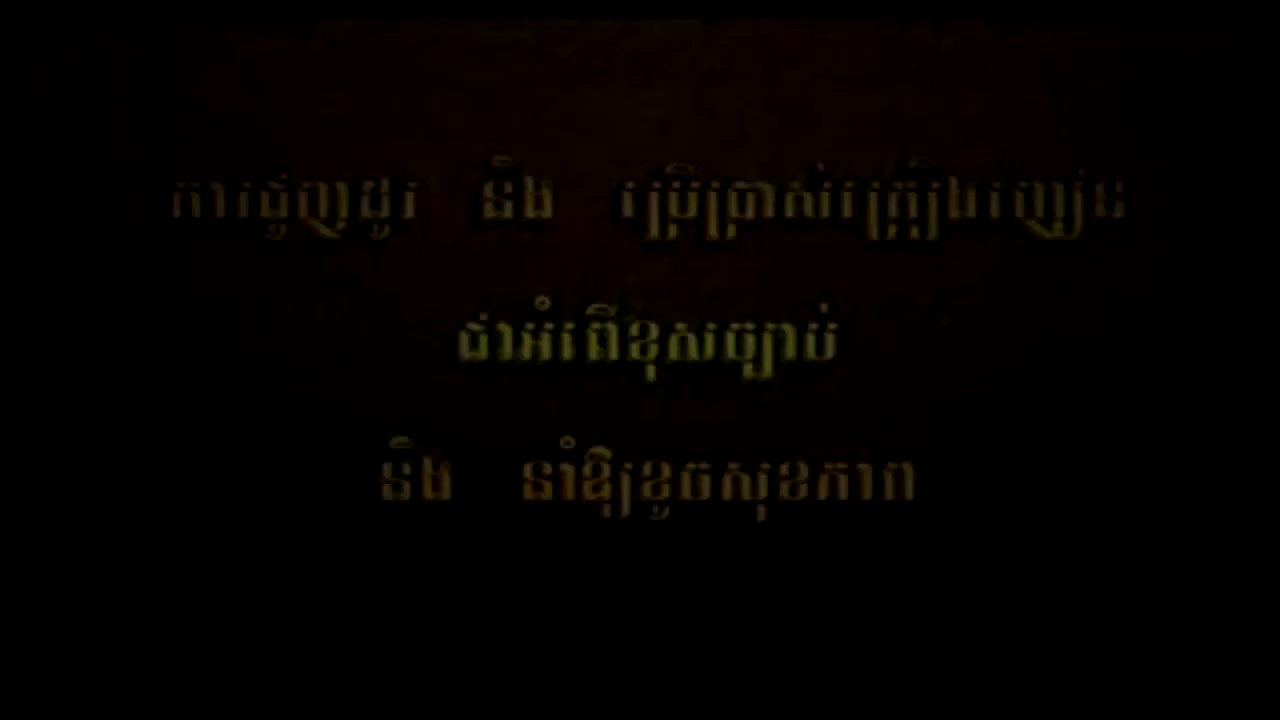 ការជួញដូរ និង ប្រើប្រាស់គ្រឿងញៀន
ជាអំពើខុសច្បាប់
និង នាំឱ្យខូចសុខភាព